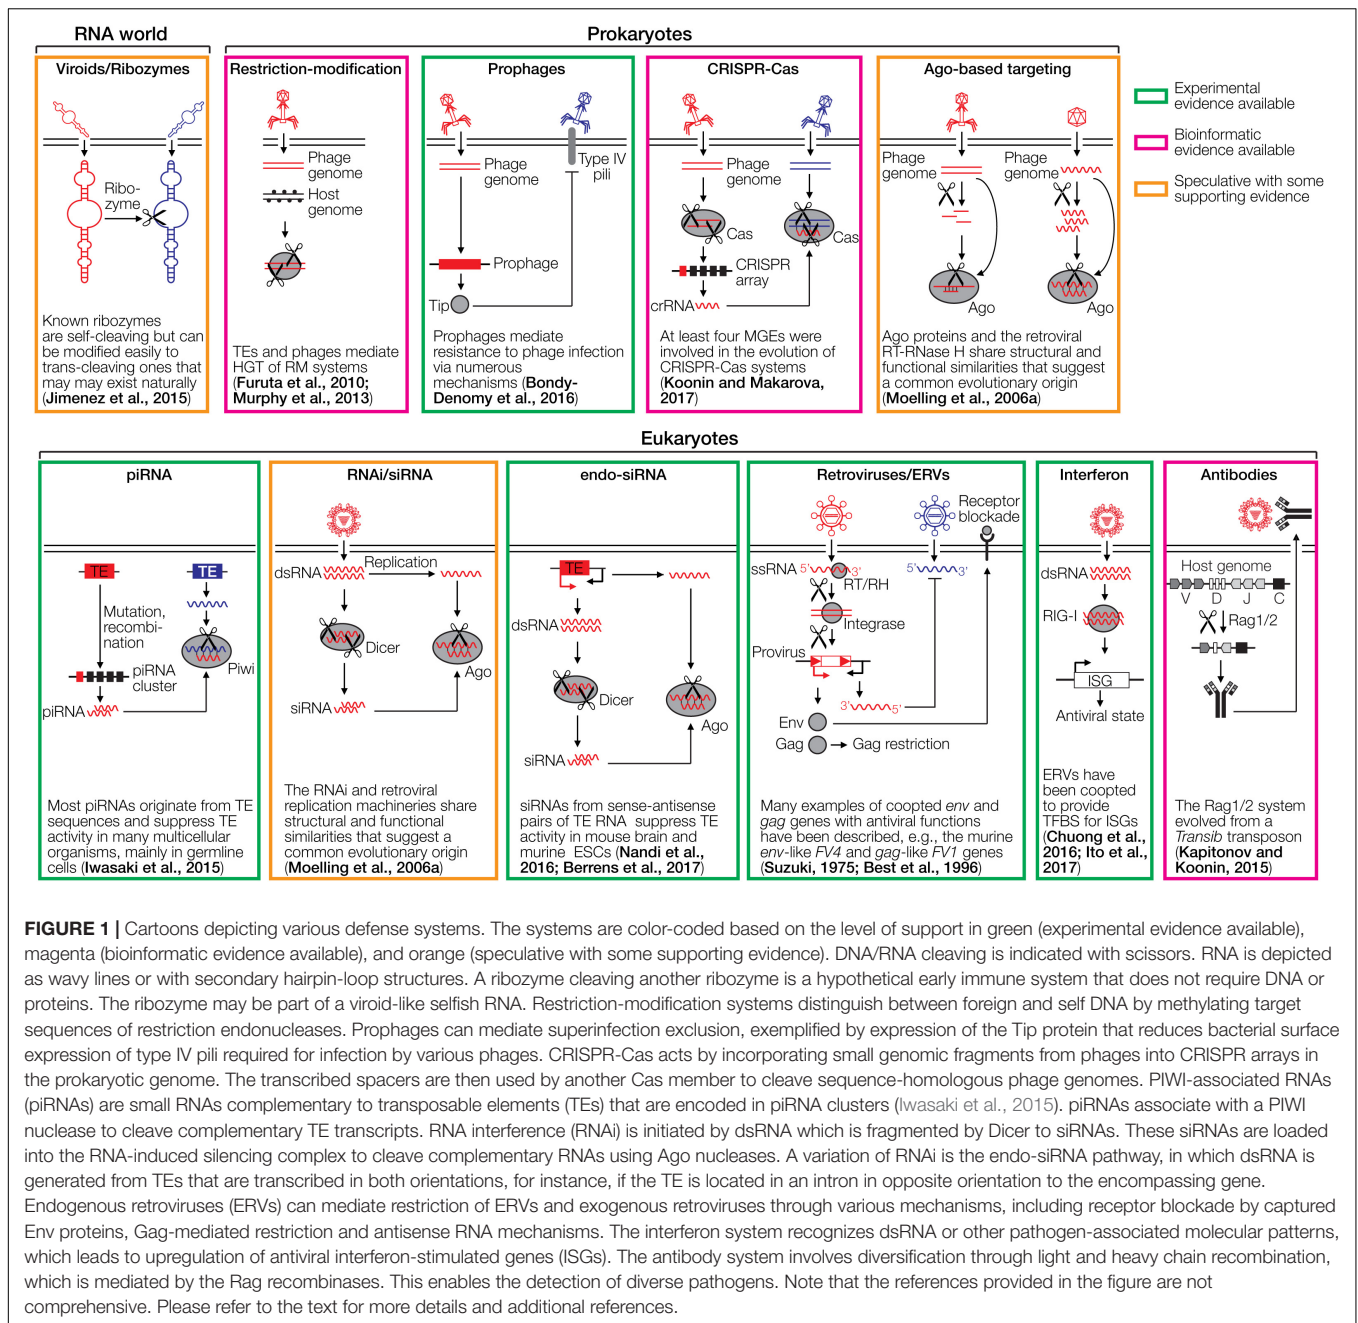 RNA world
Prokaryotes
Viroids/Ribozymes
Ribo-
zyme
Known ribozymes
are self-cleaving but can
be modified easily to
trans-cleaving ones that
may may exist naturally
(Jimenez et al., 2015)
Restriction-modification
Phage
genome
Host
genome
TEs and phages mediate
HGT of RM systems
(Furuta et al., 2010;
Murphy et al., 2013)
Prophages
Phage
genome
Type IV
pili
Prophage
Tip
Prophages mediate
resistance to phage infection
via numerous
mechanisms (Bondy-
Denomy et al., 2016)
CRISPR-Cas
Phage
genome
Cas
Cas
CRISPR
array
crRNA
At least four MGEs were
involved in the evolution of
CRISPR-Cas systems
(Koonin and Makarova,
2017)
Ago-based targeting
Phage
genome
Phage
genome
Ago
Ago
Ago proteins and the retroviral
RT-RNase H share structural and
functional similarities that suggest
a common evolutionary origin
(Moelling et al., 2006a)
Experimental
evidence available
Bioinformatic
evidence available
Speculative with some
supporting evidence
Eukaryotes
piRNA
TE
TE
Mutation,
recombi-
nation
Piwi
piRNA
cluster
piRNA
Most piRNAs originate from TE
sequences and suppress TE
activity in many multicellular
organisms, mainly in germline
cells (Iwasaki et al., 2015)
RNAi/siRNA
dsRNA
Replication
Dicer
Ago
siRNA
The RNAi and retroviral
replication machineries share
structural and functional
similarities that suggest a
common evolutionary origin
(Moelling et al., 2006a)
endo-siRNA
TE
dsRNA
Dicer
Ago
siRNA
siRNAs from sense-antisense
pairs of TE RNA suppress TE
activity in mouse brain and
murine ESCs (Nandi et al.,
2016; Berrens et al., 2017)
Retroviruses/ERVs
Receptor
blockade
ssRNA
5' 3'
5' 3'
RT/RH
Integrase
Provirus
3' 5'
Env
Gag
Gag restriction
Many examples of coopted env and
gag genes with antiviral functions
have been described, e.g., the murine
env-like FV4 and gag-like FV1 genes
(Suzuki, 1975; Best et al., 1996)
Interferon
dsRNA
RIG-I
ISG
Antiviral state
ERVs have
been coopted
to provide
TFBS for ISGs
(Chuong et al.,
2016; Ito et al.,
2017)
Antibodies
Host genome
V D J C
Rag1/2
The Rag1/2 system
evolved from a
Transib transposon
(Kapitonov and
Koonin, 2015)
FIGURE 1 | Cartoons depicting various defense systems. The systems are color-coded based on the level of support in green (experimental evidence available),
magenta (bioinformatic evidence available), and orange (speculative with some supporting evidence). DNA/RNA cleaving is indicated with scissors. RNA is depicted
as wavy lines or with secondary hairpin-loop structures. A ribozyme cleaving another ribozyme is a hypothetical early immune system that does not require DNA or
proteins. The ribozyme may be part of a viroid-like selfish RNA. Restriction-modification systems distinguish between foreign and self DNA by methylating target
sequences of restriction endonucleases. Prophages can mediate superinfection exclusion, exemplified by expression of the Tip protein that reduces bacterial surface
expression of type IV pili required for infection by various phages. CRISPR-Cas acts by incorporating small genomic fragments from phages into CRISPR arrays in
the prokaryotic genome. The transcribed spacers are then used by another Cas member to cleave sequence-homologous phage genomes. PIWI-associated RNAs
(piRNAs) are small RNAs complementary to transposable elements (TEs) that are encoded in piRNA clusters (Iwasaki et al., 2015). piRNAs associate with a PIWI
nuclease to cleave complementary TE transcripts. RNA interference (RNAi) is initiated by dsRNA which is fragmented by Dicer to siRNAs. These siRNAs are loaded
into the RNA-induced silencing complex to cleave complementary RNAs using Ago nucleases. A variation of RNAi is the endo-siRNA pathway, in which dsRNA is
generated from TEs that are transcribed in both orientations, for instance, if the TE is located in an intron in opposite orientation to the encompassing gene.
Endogenous retroviruses (ERVs) can mediate restriction of ERVs and exogenous retroviruses through various mechanisms, including receptor blockade by captured
Env proteins, Gag-mediated restriction and antisense RNA mechanisms. The interferon system recognizes dsRNA or other pathogen-associated molecular patterns,
which leads to upregulation of antiviral interferon-stimulated genes (ISGs). The antibody system involves diversification through light and heavy chain recombination,
which is mediated by the Rag recombinases. This enables the detection of diverse pathogens. Note that the references provided in the figure are not
comprehensive. Please refer to the text for more details and additional references.